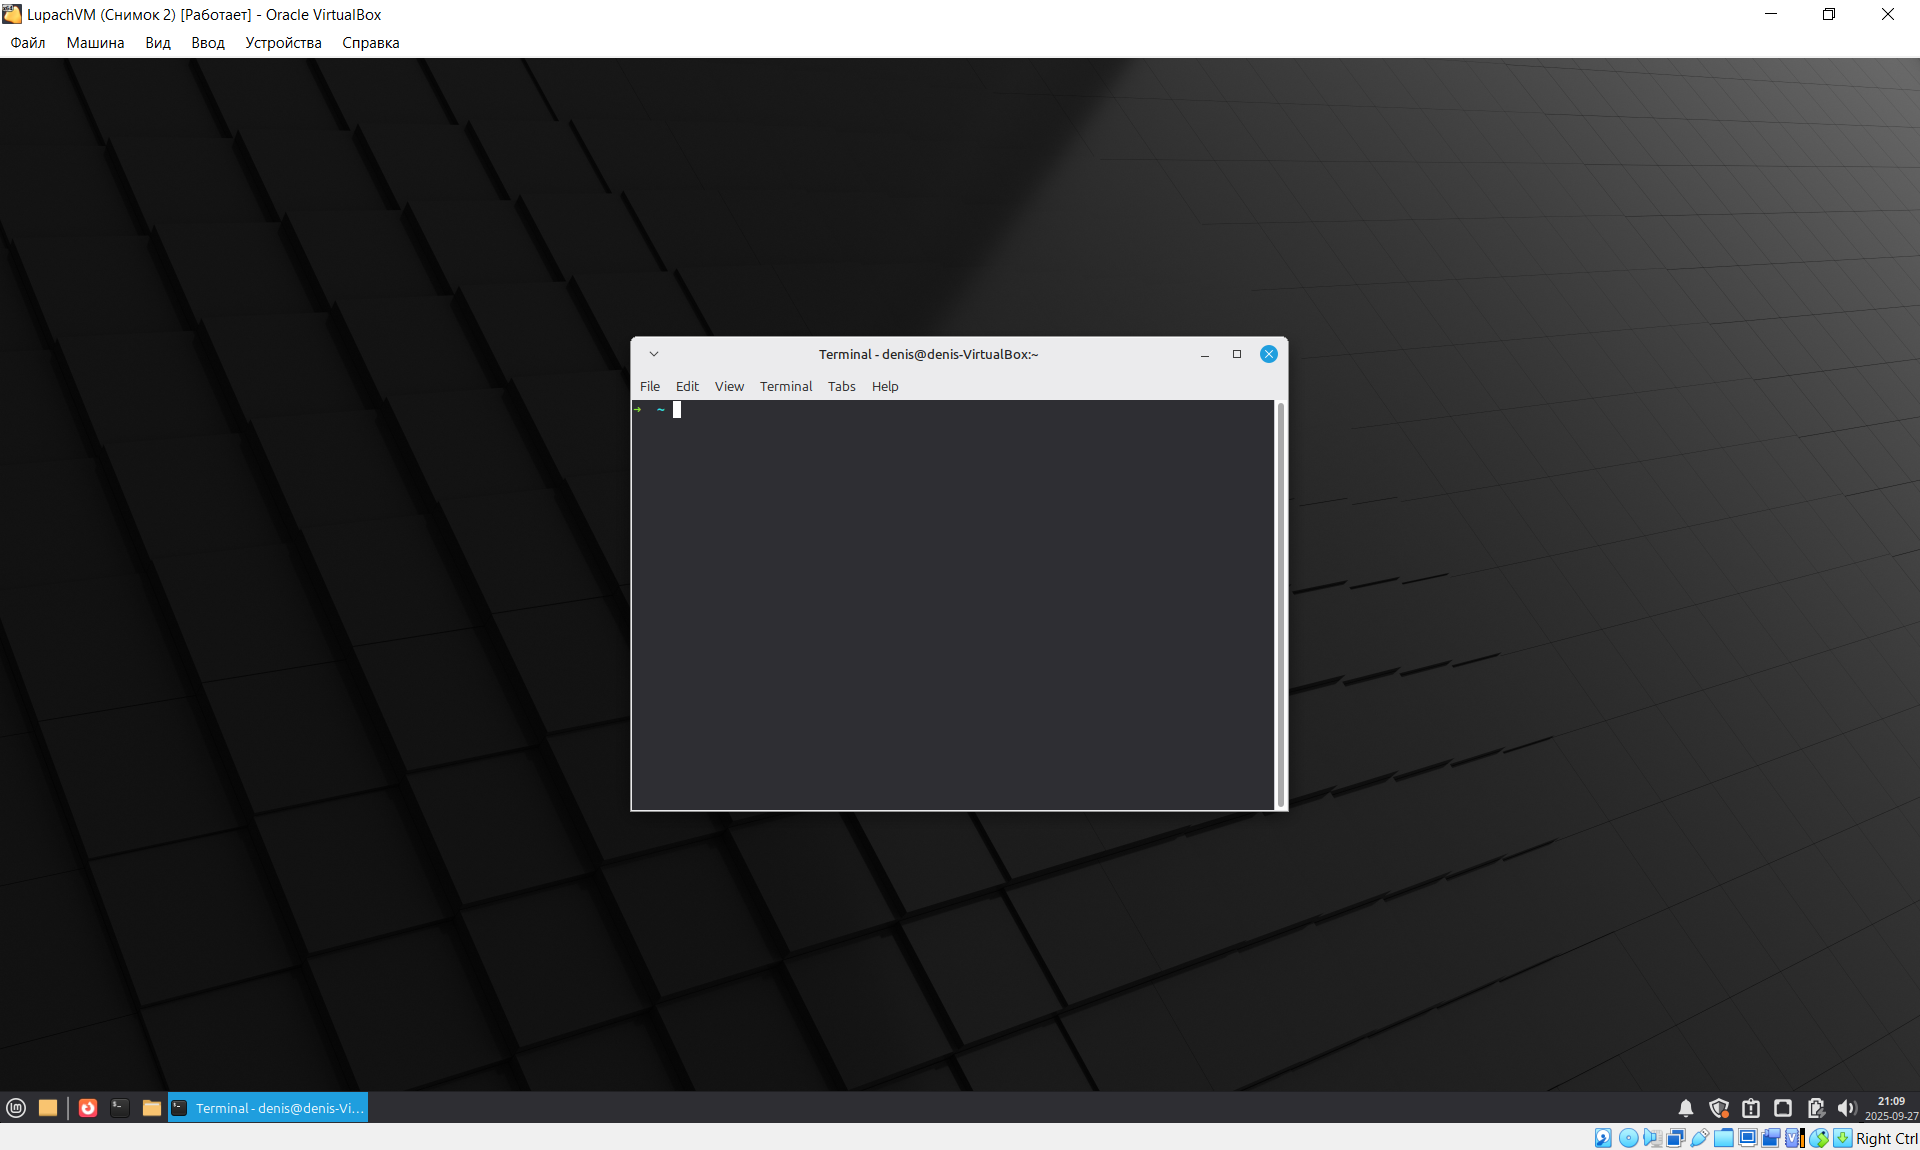 LupachVM (Снимок 2) [Работает] - Oracle VirtualBox
Файл Машина Вид Ввод Устройства Справка
Terminal - denis@denis-VirtualBox:~
File Edit View Terminal Tabs Help
➜ ~
Terminal - denis@denis-Vi...
21:09
2025-09-27
Right Ctrl